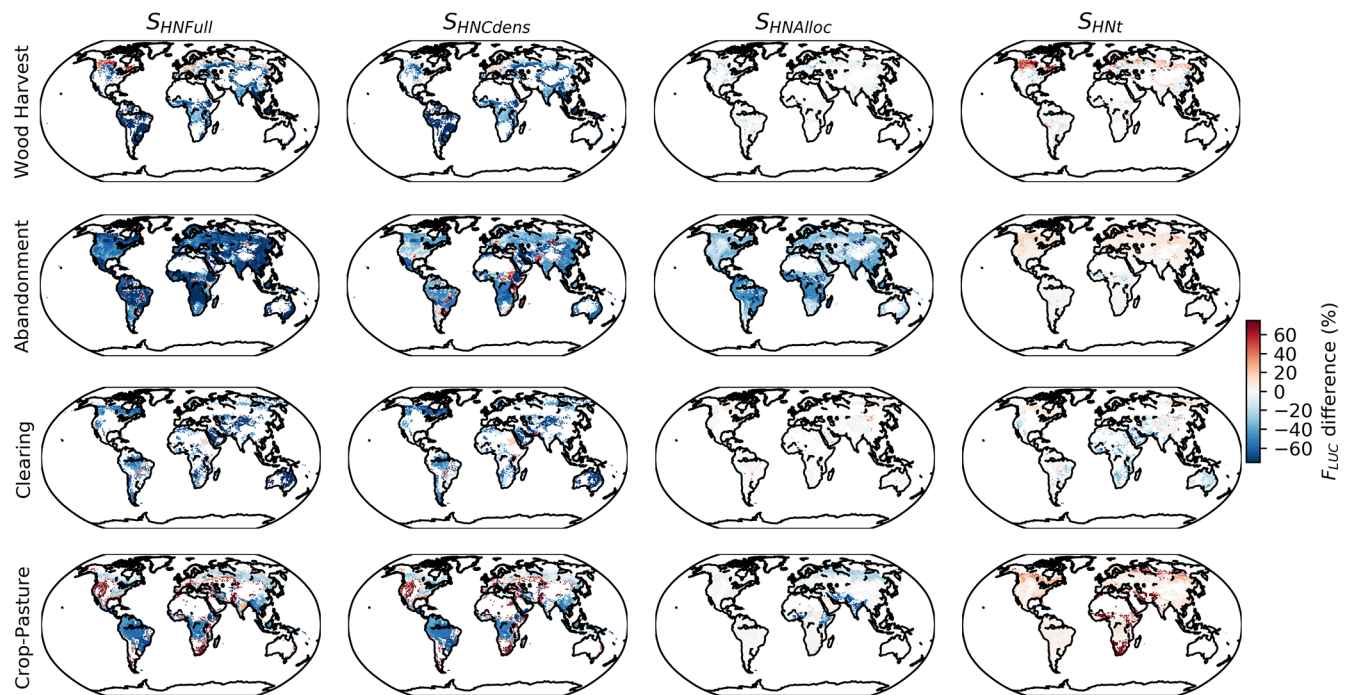 S_HNFull S_HNCdens S_HNAlloc S_HNt
Wood Harvest
Abandonment
Clearing
Crop-Pasture
60
40
20
0
−20
−40
−60
F_LUC difference (%)